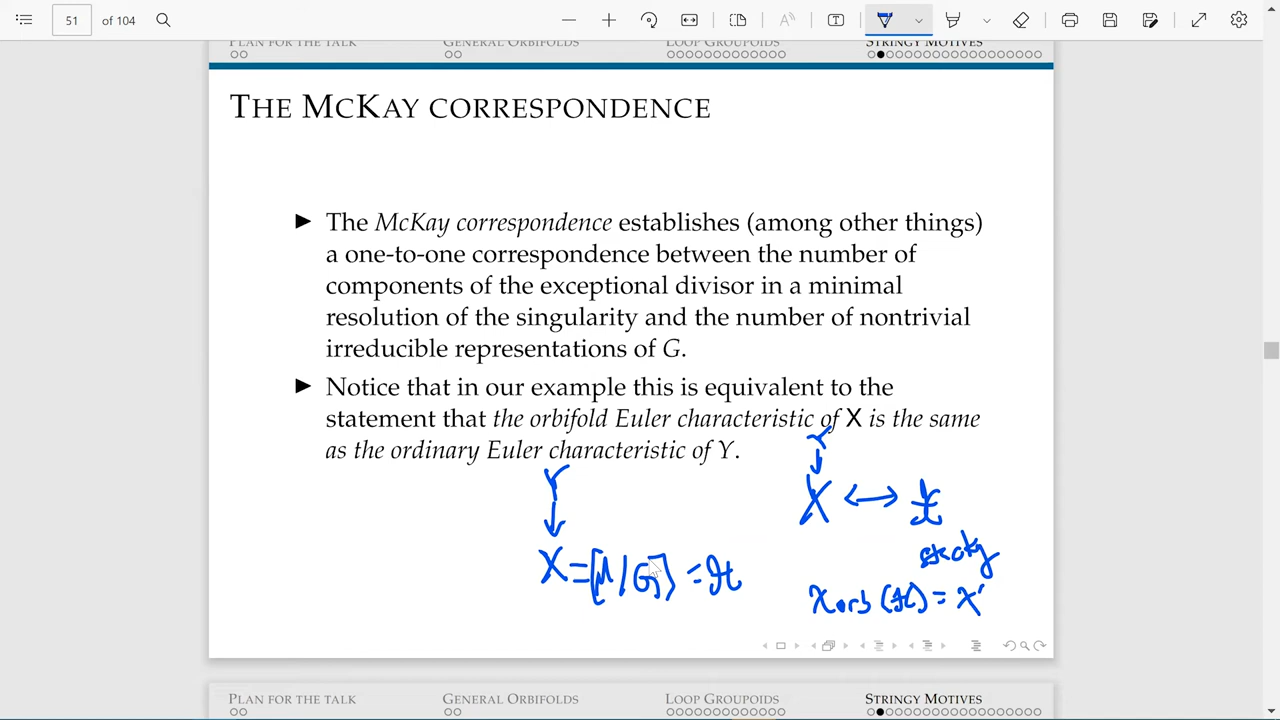 51 of 104
PLAN FOR THE TALK GENERAL ORBIFOLDS LOOP GROUPOIDS STRINGY MOTIVES
THE MCKAY CORRESPONDENCE
▶ The McKay correspondence establishes (among other things)
a one-to-one correspondence between the number of
components of the exceptional divisor in a minimal
resolution of the singularity and the number of nontrivial
irreducible representations of G.
▶ Notice that in our example this is equivalent to the
statement that the orbifold Euler characteristic of X is the same
as the ordinary Euler characteristic of Y.
Y
↓
X = [M/G] =
Y
↓
X ↔
stacky
χorb
PLAN FOR THE TALK GENERAL ORBIFOLDS LOOP GROUPOIDS STRINGY MOTIVES